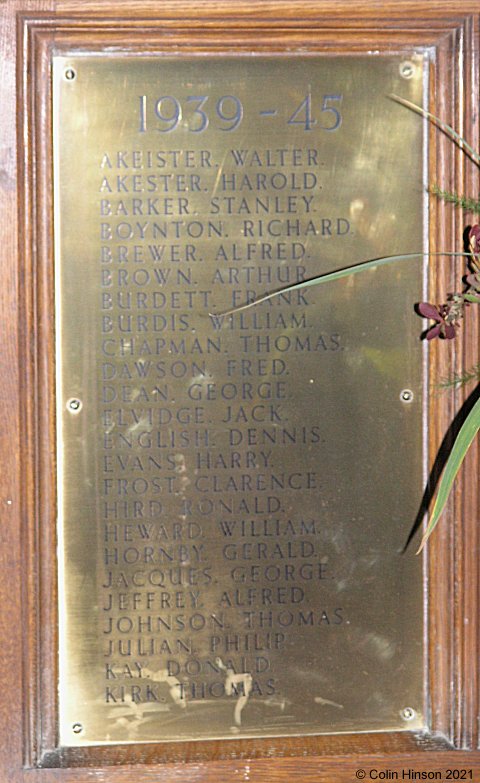 1939-45
AKEISTER. WALTER.
AKESTER. HAROLD.
BARKER. STANLEY.
BOYNTON. RICHARD.
BREWER. ALFRED.
BROWN. ARTHUR.
BURDETT. FRANK.
BURDIS. WILLIAM.
CHAPMAN. THOMAS.
DAWSON. FRED.
DEAN. GEORGE.
ELVIDGE. JACK.
ENGLISH. DENNIS.
EVANS. HARRY.
FROST. CLARENCE.
HIRD. RONALD.
HEWARD. WILLIAM.
HORNBY. GERALD.
JACQUES. GEORGE.
JEFFREY. ALFRED.
JOHNSON. THOMAS.
JULIAN. PHILIP.
KAY. DONALD.
KIRK. THOMAS.
© Colin Hinson 2021